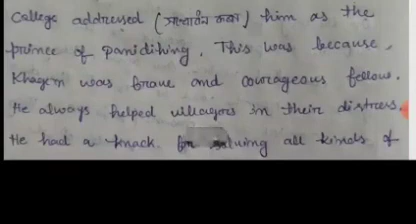 College addressed (সম্বোধন করা) him as the
prince of Panidihing. This was because,
Khagen was brave and courageous fellow.
He always helped villagers in their distress.
He had a knack for solving all kinds of